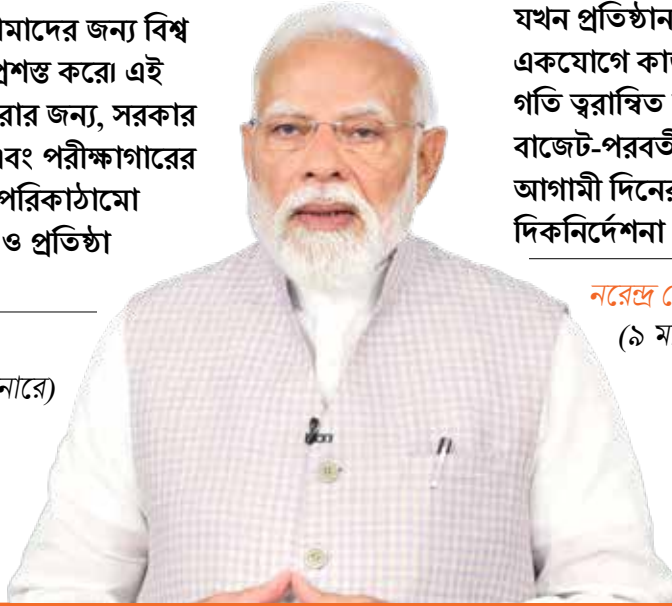 মাদের জন্য বিশ্ব
প্রশস্ত করে। এই
রার জন্য, সরকার
এবং পরীক্ষাগারের
পরিকাঠামো
ও প্রতিষ্ঠা
নারে)
যখন প্রতিষ্ঠান
একযোগে
গতি ত্বরান্বিত
বাজেট-পরবর্তী
আগামী দিনের
দিকনির্দেশনা
নরেন্দ্র
(৯